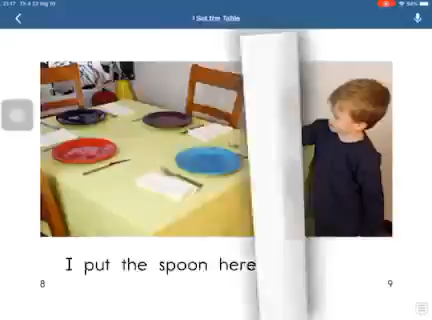 I Set the Table
I put the spoon here
8
9